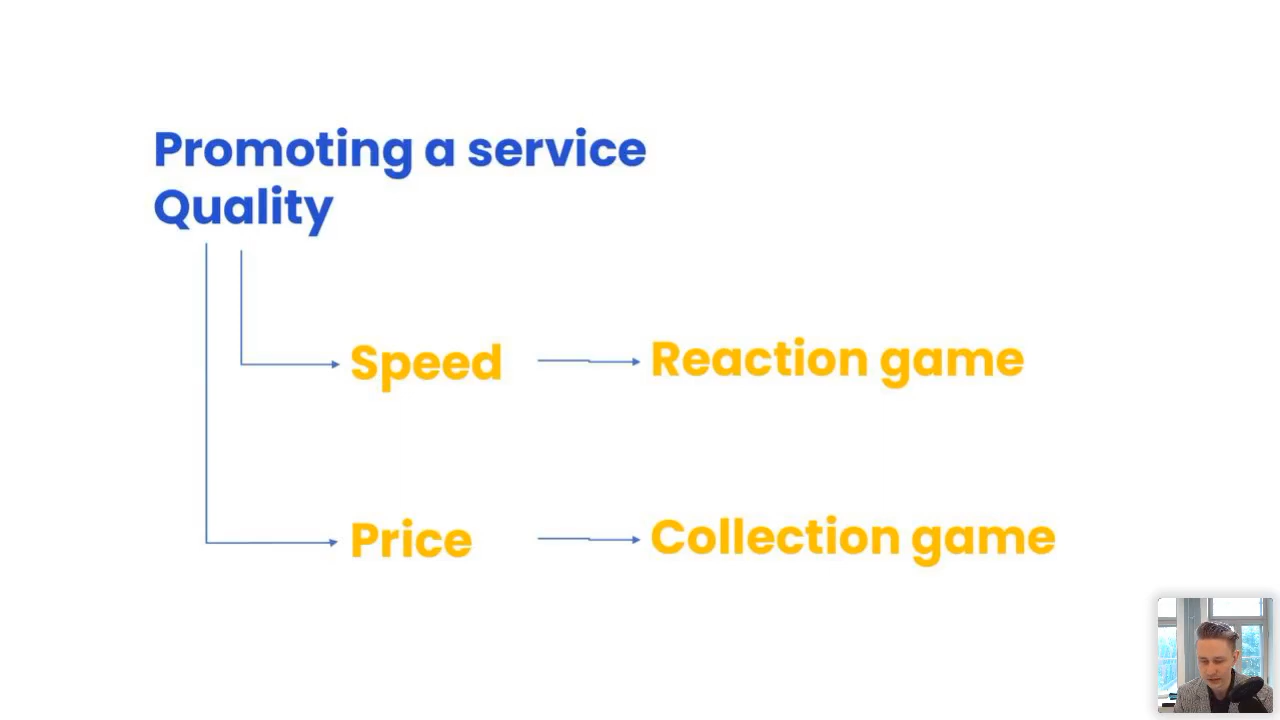 Promoting a service
Quality
Speed
Reaction game
Price
Collection game